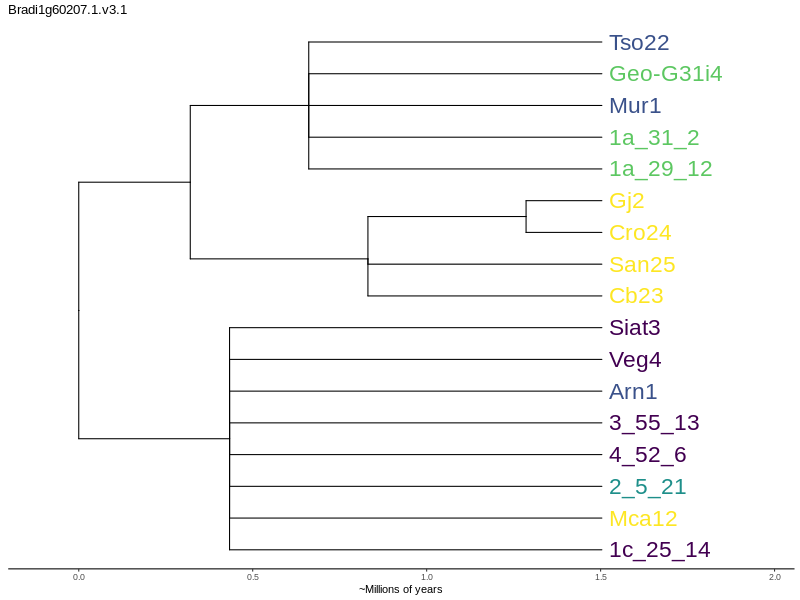 Bradi1g60207.1.v3.1
Tso22
Geo-G31i4
Mur1
1a_31_2
1a_29_12
Gj2
Cro24
San25
Cb23
Siat3
Veg4
Arn1
3_55_13
4_52_6
2_5_21
Mca12
1c_25_14
0.0 0.5 1.0 1.5 2.0
~Millions of years